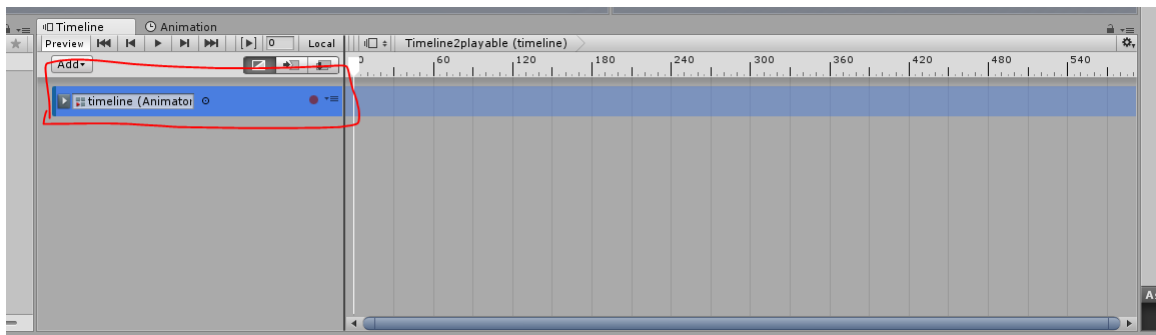 Timeline Animation
Preview 0 Local Timeline2playable (timeline)
Add 0 60 120 180 240 300 360 420 480 540
timeline (Animator